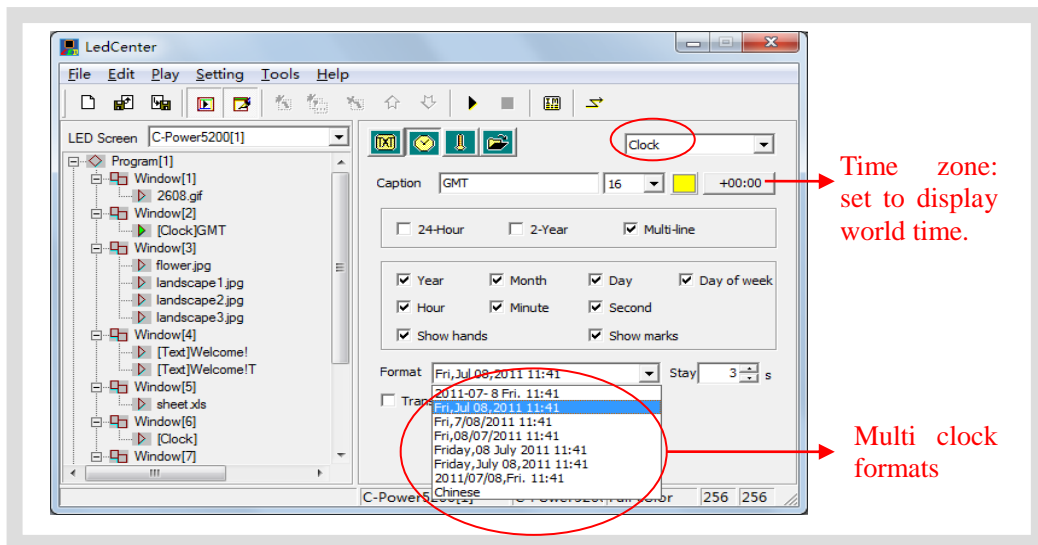 LedCenter
File Edit Play Setting Tools Help
LED Screen C-Power5200[1]
Program[1]
Window[1]
2608.gif
Window[2]
[Clock]GMT
Window[3]
flower.jpg
landscape1.jpg
landscape2.jpg
landscape3.jpg
Window[4]
[Text]Welcome!
[Text]Welcome!T
Window[5]
sheet.xls
Window[6]
[Clock]
Window[7]
TXT
Clock
Caption GMT 16 +00:00
24-Hour 2-Year Multi-line
Year Month Day Day of week
Hour Minute Second
Show hands Show marks
Format Fri,Jul 08,2011 11:41 Stay 3 s
Trans
2011-07- 8 Fri. 11:41
Fri,Jul 08,2011 11:41
Fri,7/08/2011 11:41
Fri,08/07/2011 11:41
Friday,08 July 2011 11:41
Friday,July 08,2011 11:41
2011/07/08,Fri. 11:41
Chinese
256 256
Time zone:
set to display
world time.
Multi clock
formats